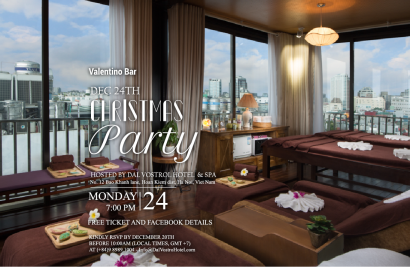 Valentino Bar
DEC 24TH
CHRISTMAS
Party
HOSTED BY DAL VOSTROL HOTEL & SPA
No. 12 Bao Khanh lane, Hoan Kiem dist, Ha Noi, Viet Nam
MONDAY
7:00 PM
24
FREE TICKET AND FACEBOOK DETAILS
KINDLY RSVP BY DECEMBER 20TH
BEFORE 10:00AM (LOCAL TIMES, GMT +7)